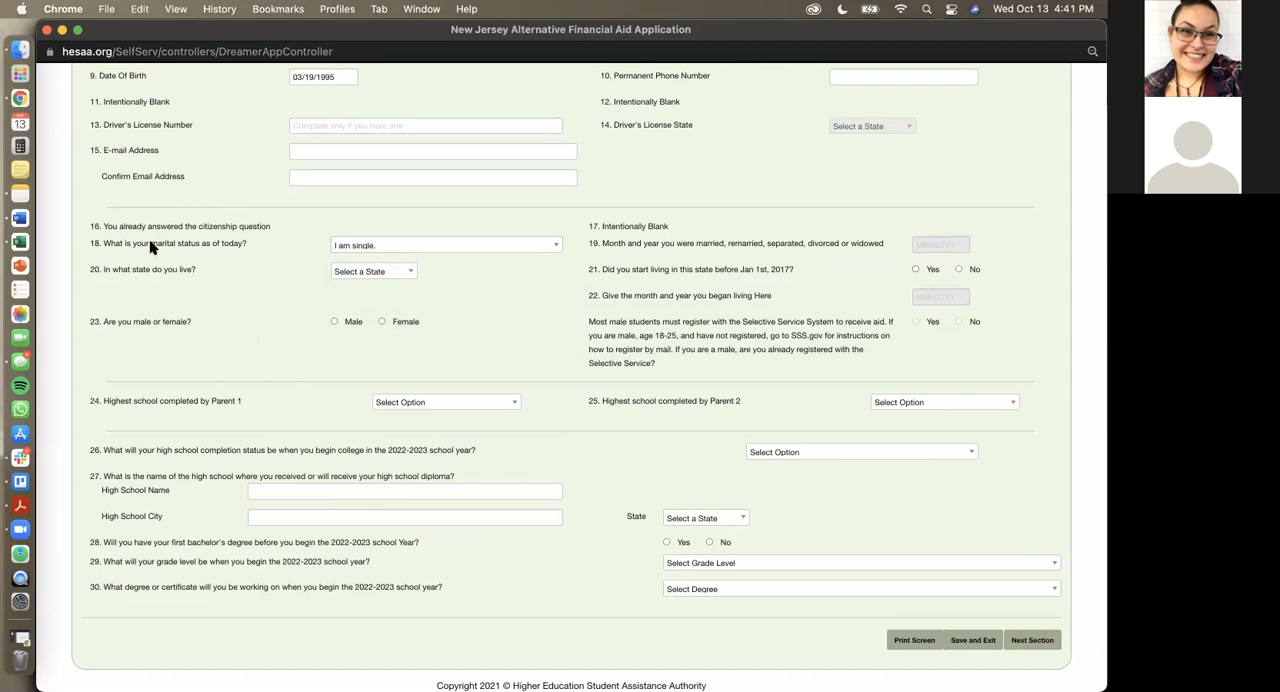 Chrome File Edit View History Bookmarks Profiles Tab Window Help Wed Oct 13 4:41 PM
New Jersey Alternative Financial Aid Application
hesaa.org/SelfServ/controllers/DreamerAppController
9. Date Of Birth 03/19/1995 10. Permanent Phone Number
11. Intentionally Blank 12. Intentionally Blank
13. Driver's License Number Complete only if you have one 14. Driver's License State Select a State
15. E-mail Address
Confirm Email Address
16. You already answered the citizenship question 17. Intentionally Blank
18. What is your marital status as of today? I am single. 19. Month and year you were married, remarried, separated, divorced or widowed MM/CCYY
20. In what state do you live? Select a State 21. Did you start living in this state before Jan 1st, 2017? Yes No
22. Give the month and year you began living Here MM/CCYY
23. Are you male or female? Male Female Most male students must register with the Selective Service System to receive aid. If Yes No
you are male, age 18-25, and have not registered, go to SSS.gov for instructions on
how to register by mail. If you are a male, are you already registered with the
Selective Service?
24. Highest school completed by Parent 1 Select Option 25. Highest school completed by Parent 2 Select Option
26. What will your high school completion status be when you begin college in the 2022-2023 school year? Select Option
27. What is the name of the high school where you received or will receive your high school diploma?
High School Name
High School City State Select a State
28. Will you have your first bachelor's degree before you begin the 2022-2023 school Year? Yes No
29. What will your grade level be when you begin the 2022-2023 school year? Select Grade Level
30. What degree or certificate will you be working on when you begin the 2022-2023 school year? Select Degree
Print Screen Save and Exit Next Section
Copyright 2021 © Higher Education Student Assistance Authority